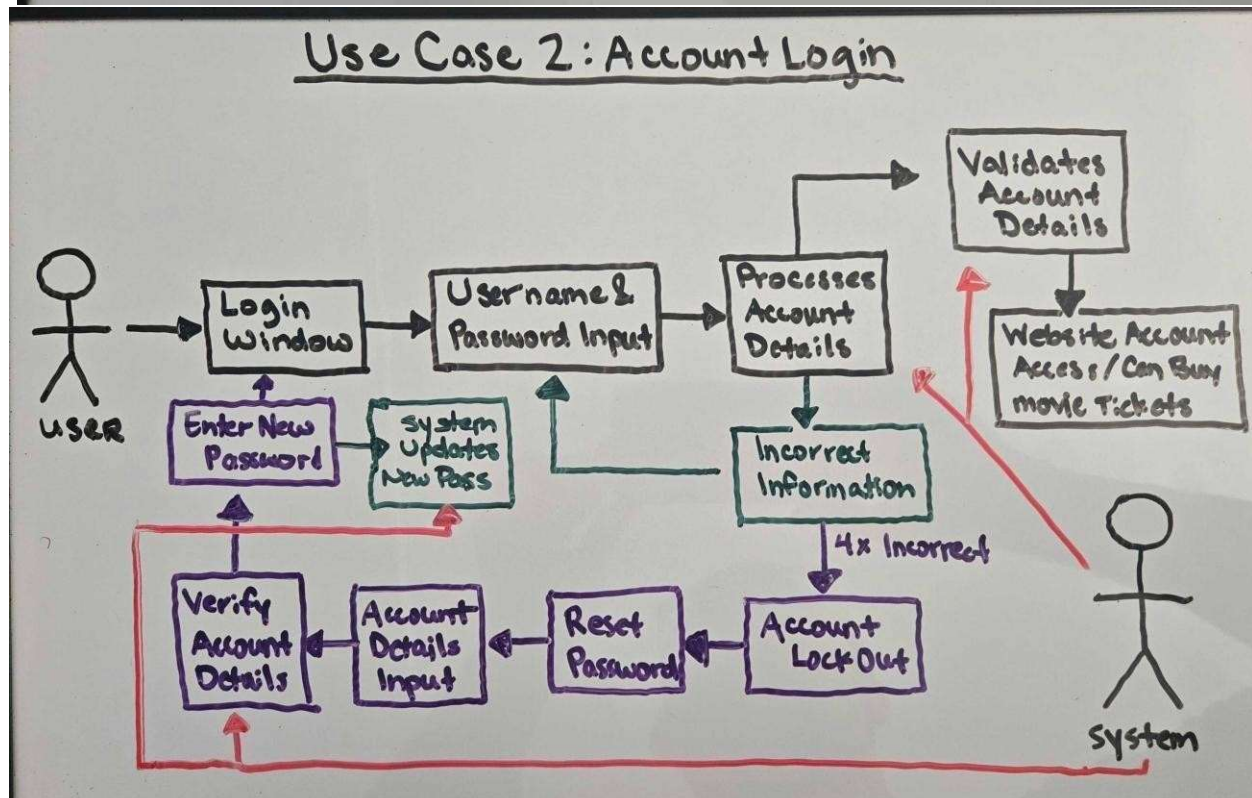 Use Case 2: Account Login
Validates
Account
Details
user
Login
Window
Username &
Password Input
Processes
Account
Details
Website Account
Access/Can Buy
movie Tickets
Enter New
Password
System
Updates
New Pass
Incorrect
Information
4x Incorrect
Verify
Account
Details
Account
Details
Input
Reset
Password
Account
Lock Out
system